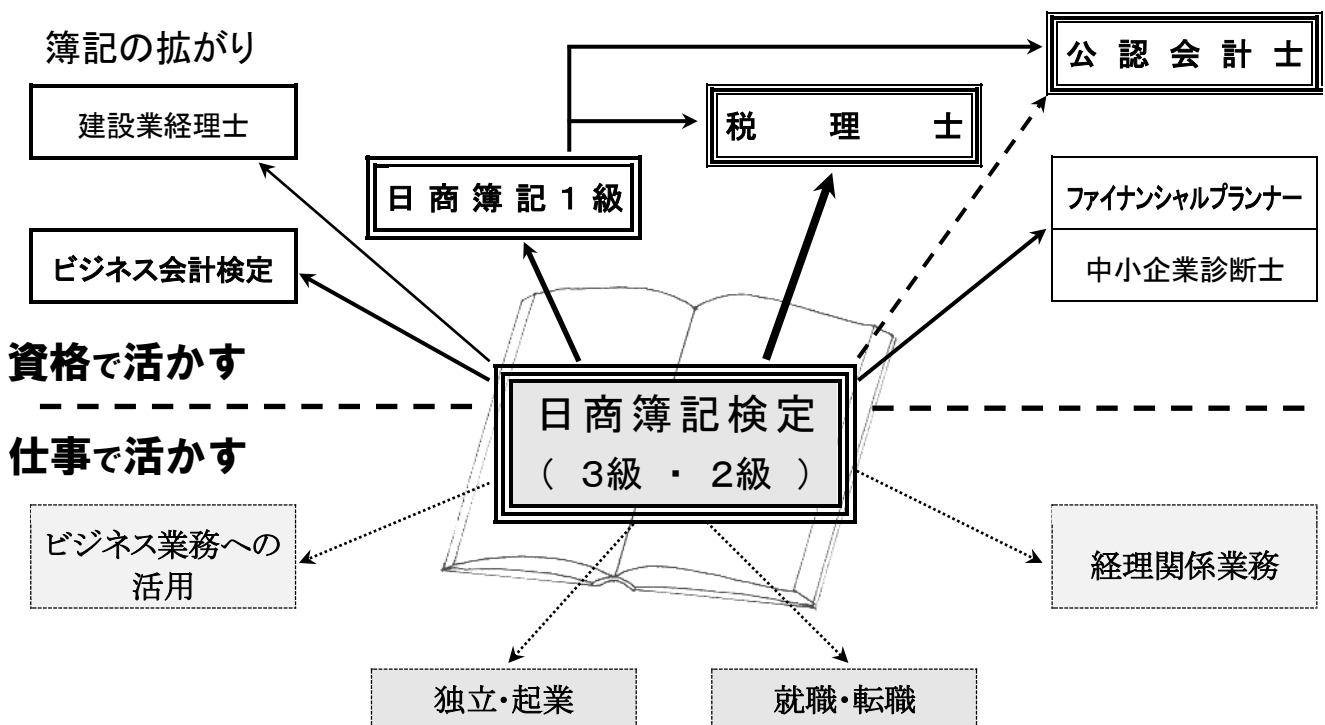 簿記の拡がり
公認会計士
建設業経理士
税理士
日商簿記1級
ファイナンシャルプランナー
ビジネス会計検定
中小企業診断士
資格で活かす
日商簿記検定
（ 3級 ・ 2級 ）
仕事で活かす
ビジネス業務への
活用
経理関係業務
独立・起業
就職・転職